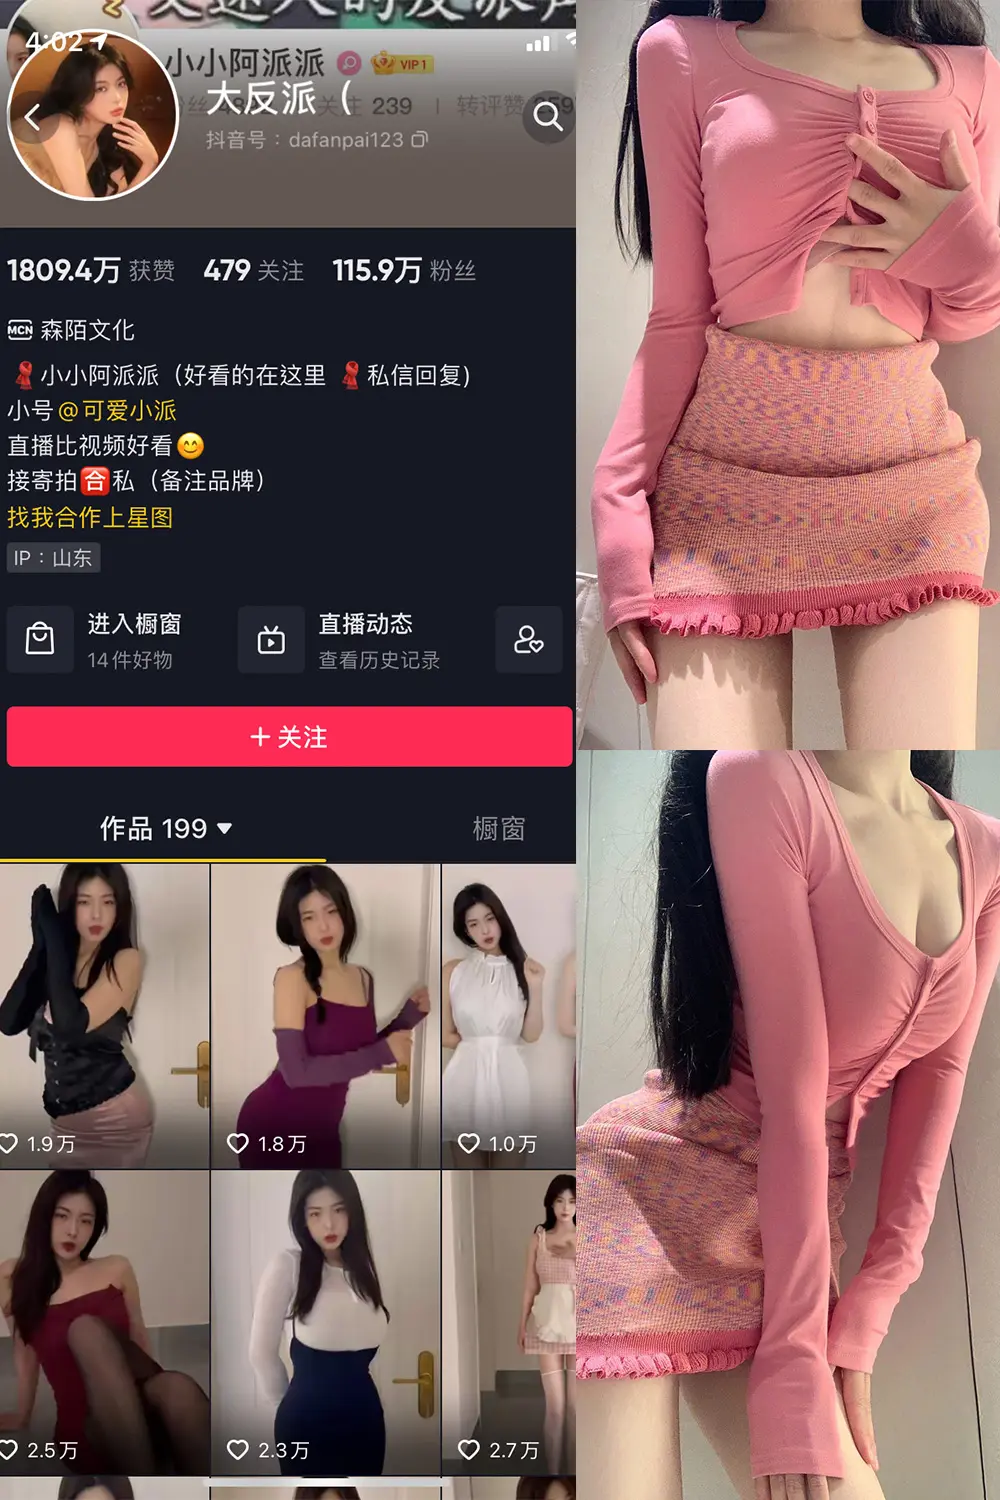 4:02
小小阿派派 VIP1
大反派（
关注 239 | 转评赞
抖音号：dafanpai123
1809.4万 获赞 479 关注 115.9万 粉丝
MCN 森陌文化
小小阿派派（好看的在这里 私信回复）
小号@可爱小派
直播比视频好看😊
接寄拍🈴私（备注品牌）
找我合作上星图
IP：山东
进入橱窗
14件好物
直播动态
查看历史记录
+ 关注
作品 199
橱窗
1.9万
1.8万
1.0万
2.5万
2.3万
2.7万